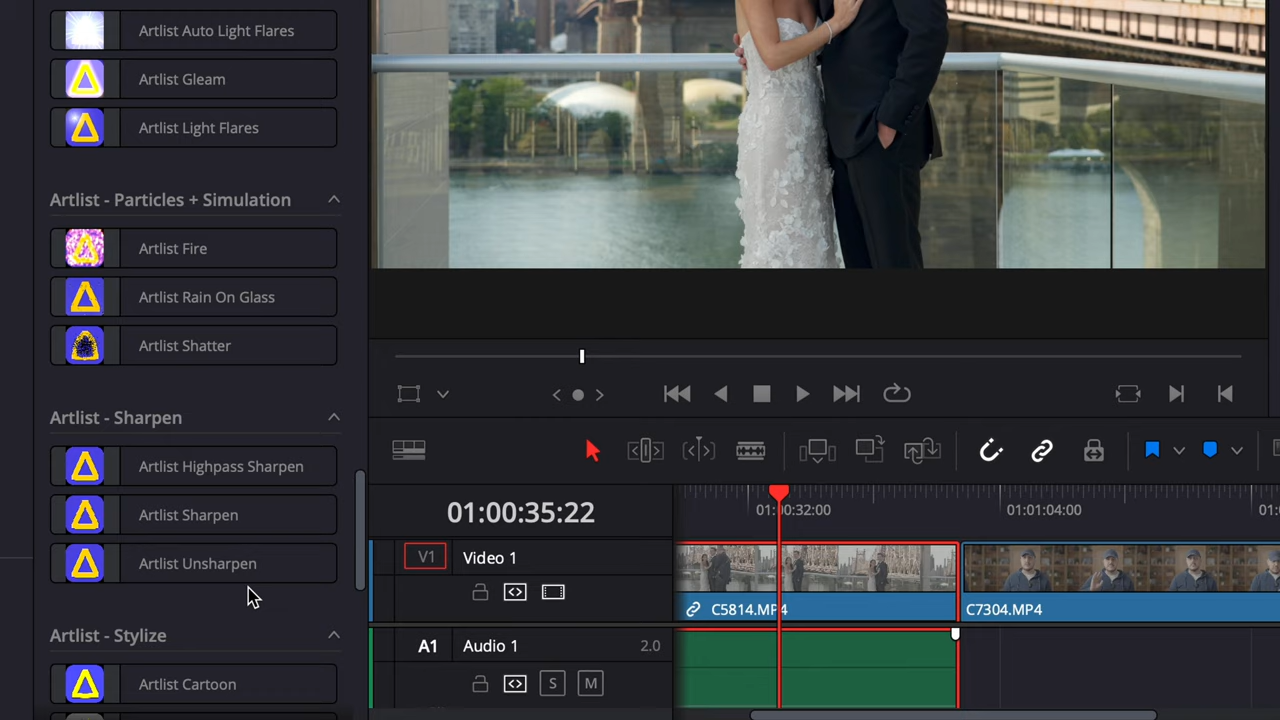 Artlist Auto Light Flares
Artlist Gleam
Artlist Light Flares
Artlist - Particles + Simulation
Artlist Fire
Artlist Rain On Glass
Artlist Shatter
Artlist - Sharpen
Artlist Highpass Sharpen
Artlist Sharpen
Artlist Unsharpen
Artlist - Stylize
Artlist Cartoon
01:00:35:22
01:00:32:00
01:01:04:00
V1
Video 1
C5814.MP4
C7304.MP4
A1
Audio 1
2.0
S
M